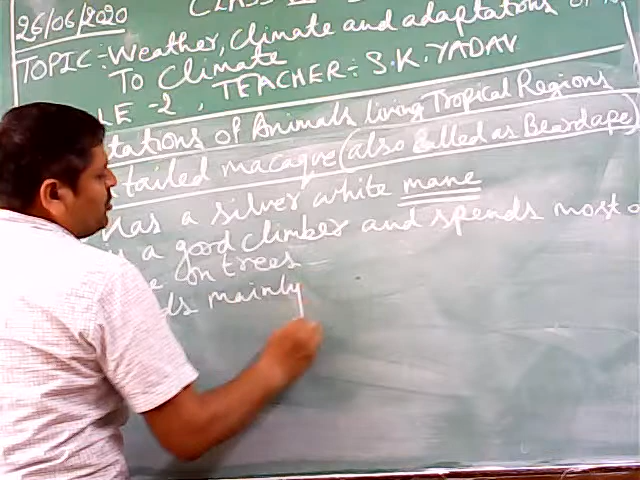 26/06/2020 CLASS
TOPIC:- Weather, Climate and adaptations of
To Climate
LE -2, TEACHER:- S.K. YADAV
tations of Animals living Tropical Regions
tailed macaque (also called as Beardape)
Has a silver white mane
a good climber and spends most o
on trees
ds mainly